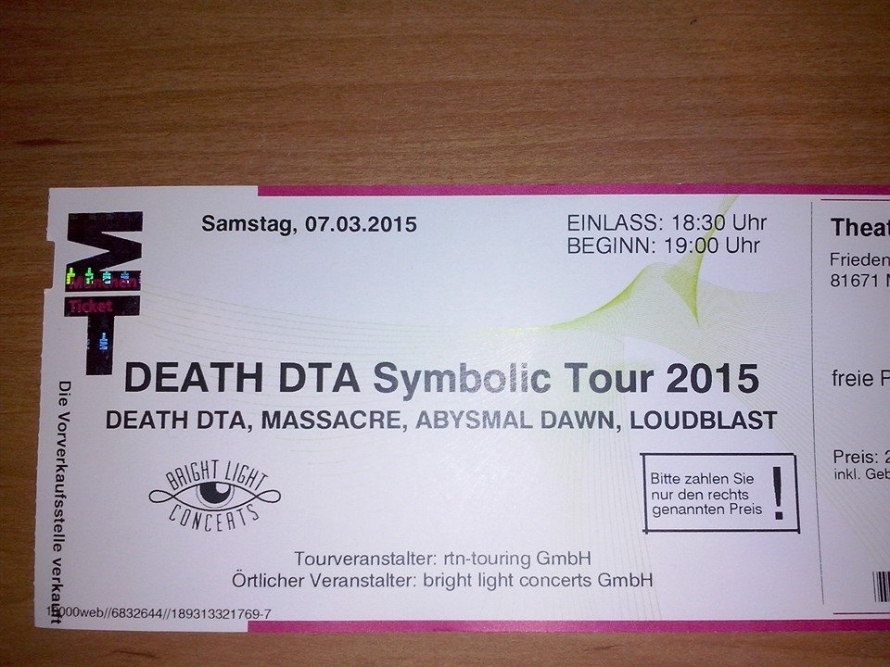 TM
München
Ticket
Samstag, 07.03.2015
EINLASS: 18:30 Uhr
BEGINN: 19:00 Uhr
DEATH DTA Symbolic Tour 2015
DEATH DTA, MASSACRE, ABYSMAL DAWN, LOUDBLAST
BRIGHT LIGHT
CONCERTS
Bitte zahlen Sie
nur den rechts
genannten Preis
!
Tourveranstalter: rtn-touring GmbH
Örtlicher Veranstalter: bright light concerts GmbH
Die Vorverkaufsstelle verkauft
000web//6832644//189313321769-7
Theat
Frieden
81671 M
freie P
Preis: 2
inkl. Geb